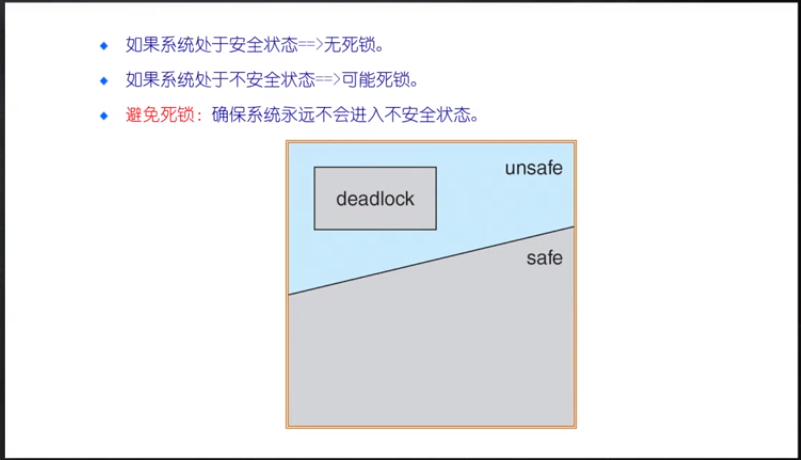 如果系统处于安全状态==>无死锁。
如果系统处于不安全状态==>可能死锁。
避免死锁：确保系统永远不会进入不安全状态。
unsafe
deadlock
safe